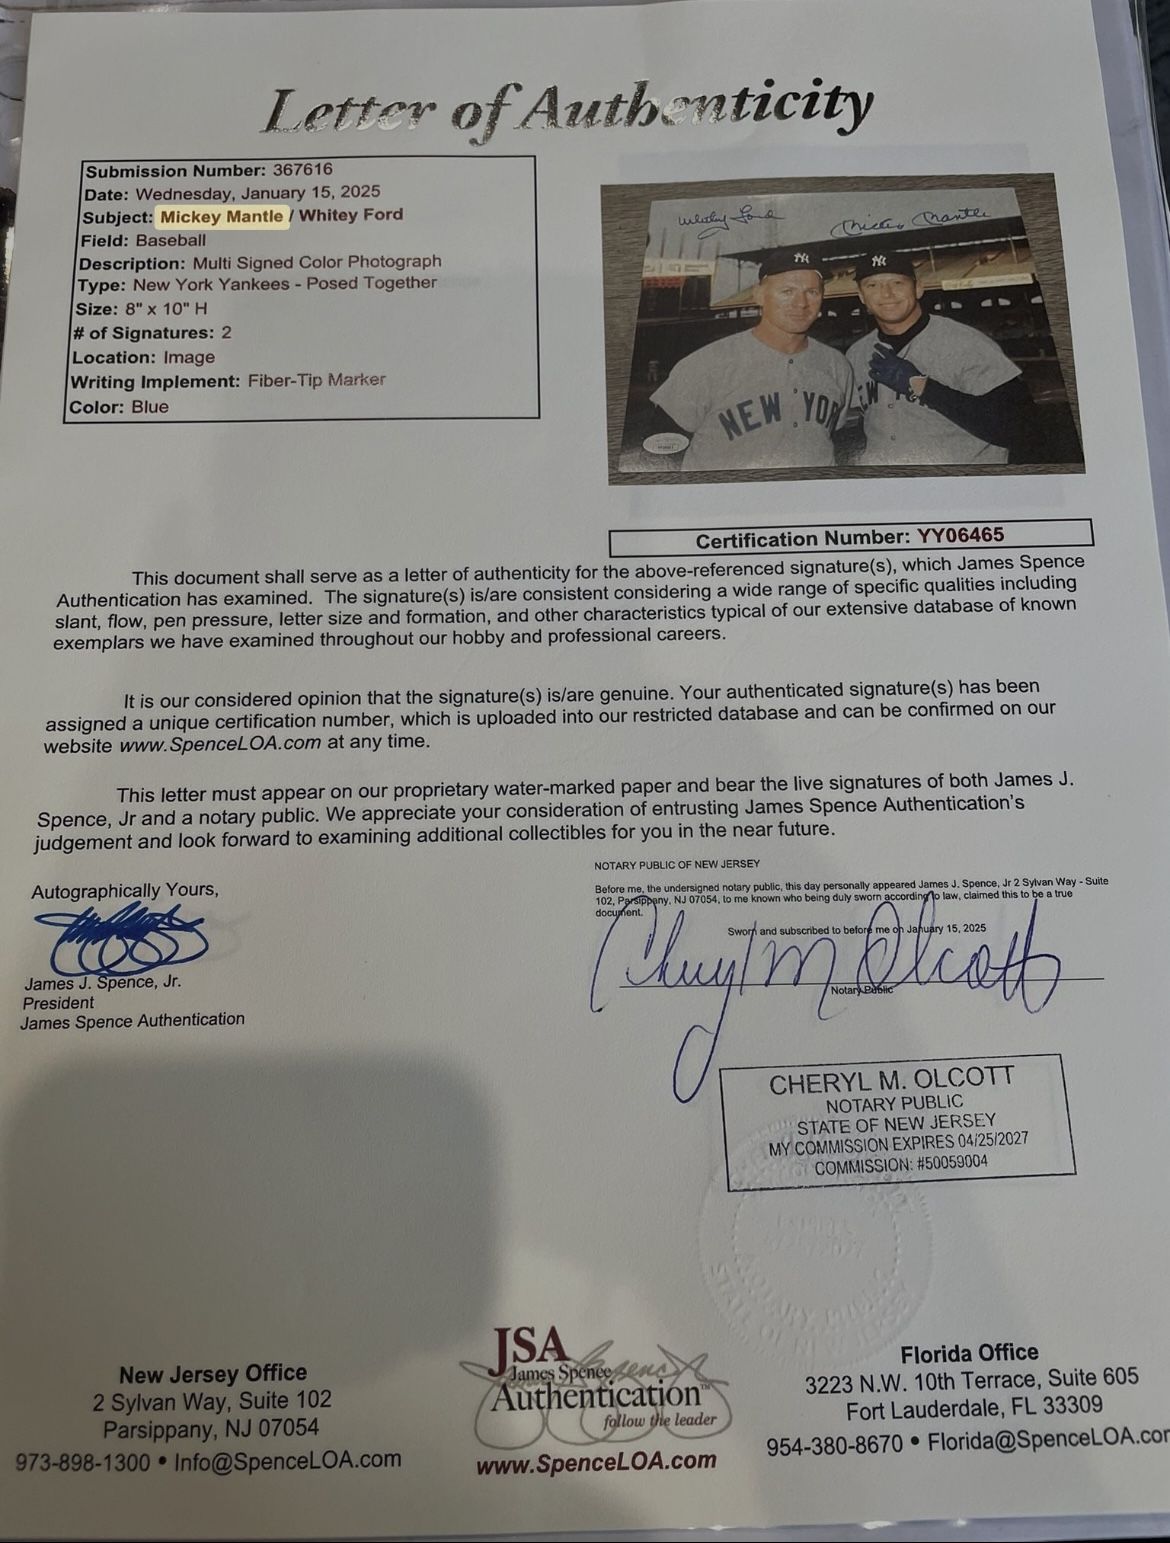 Letter of Authenticity
Submission Number: 367616
Date: Wednesday, January 15, 2025
Subject: Mickey Mantle / Whitey Ford
Field: Baseball
Description: Multi Signed Color Photograph
Type: New York Yankees - Posed Together
Size: 8" x 10" H
# of Signatures: 2
Location: Image
Writing Implement: Fiber-Tip Marker
Color: Blue
Whitey Ford Mickey Mantle
NY NY
NEW YOR
EW Y
Certification Number: YY06465
This document shall serve as a letter of authenticity for the above-referenced signature(s), which James Spence
Authentication has examined. The signature(s) is/are consistent considering a wide range of specific qualities including
slant, flow, pen pressure, letter size and formation, and other characteristics typical of our extensive database of known
exemplars we have examined throughout our hobby and professional careers.
It is our considered opinion that the signature(s) is/are genuine. Your authenticated signature(s) has been
assigned a unique certification number, which is uploaded into our restricted database and can be confirmed on our
website www.SpenceLOA.com at any time.
This letter must appear on our proprietary water-marked paper and bear the live signatures of both James J.
Spence, Jr and a notary public. We appreciate your consideration of entrusting James Spence Authentication's
judgement and look forward to examining additional collectibles for you in the near future.
Autographically Yours,
James J. Spence, Jr.
President
James Spence Authentication
NOTARY PUBLIC OF NEW JERSEY
Before me, the undersigned notary public, this day personally appeared James J. Spence, Jr 2 Sylvan Way - Suite
102, Parsippany, NJ 07054, to me known who being duly sworn according to law, claimed this to be a true
document.
Sworn and subscribed to before me on January 15, 2025
Cheryl M Olcott
Notary Public
CHERYL M. OLCOTT
NOTARY PUBLIC
STATE OF NEW JERSEY
MY COMMISSION EXPIRES 04/25/2027
COMMISSION: #50059004
New Jersey Office
2 Sylvan Way, Suite 102
Parsippany, NJ 07054
973-898-1300 • Info@SpenceLOA.com
JSA
James Spence
Authentication™
follow the leader
www.SpenceLOA.com
Florida Office
3223 N.W. 10th Terrace, Suite 605
Fort Lauderdale, FL 33309
954-380-8670 • Florida@SpenceLOA.cor